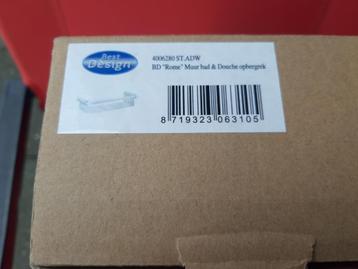 Best
Design
4006280 ST.ADW
BD "Rome" Muur bad & Douche opbergrek
8 719323 063105